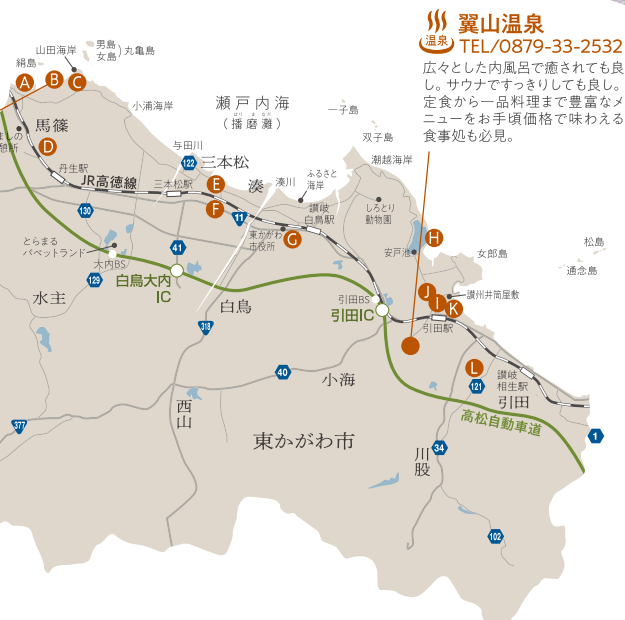 翼山温泉
温泉
TEL/0879-33-2532
広々とした内風呂で癒されても良
し。サウナですっきりしても良し。
定食から一品料理まで豊富なメ
ニューをお手頃価格で味わえる
食事処も必見。
男島
女島
丸亀島
山田海岸
絹島
A
B
C
小浦海岸
瀬戸内海
（播磨灘）
はり ま なだ
一子島
双子島
馬篠
ましの
憩所
D
丹生駅
与田川
122
三本松
JR高徳線
三本松駅
E
F
湊
湊川
ふるさと
海岸
潮越海岸
130
11
讃岐
白鳥駅
しろとり
動物園
東かがわ
市役所
G
H
安戸池
女郎島
松島
通念島
とらまる
パペットランド
大内BS
41
129
白鳥大内
IC
水主
白鳥
318
引田BS
引田IC
J
I
K
讃州井筒屋敷
引田駅
小海
40
L
121
讃岐
相生駅
引田
西山
377
東かがわ市
高松自動車道
1
川股
34
102